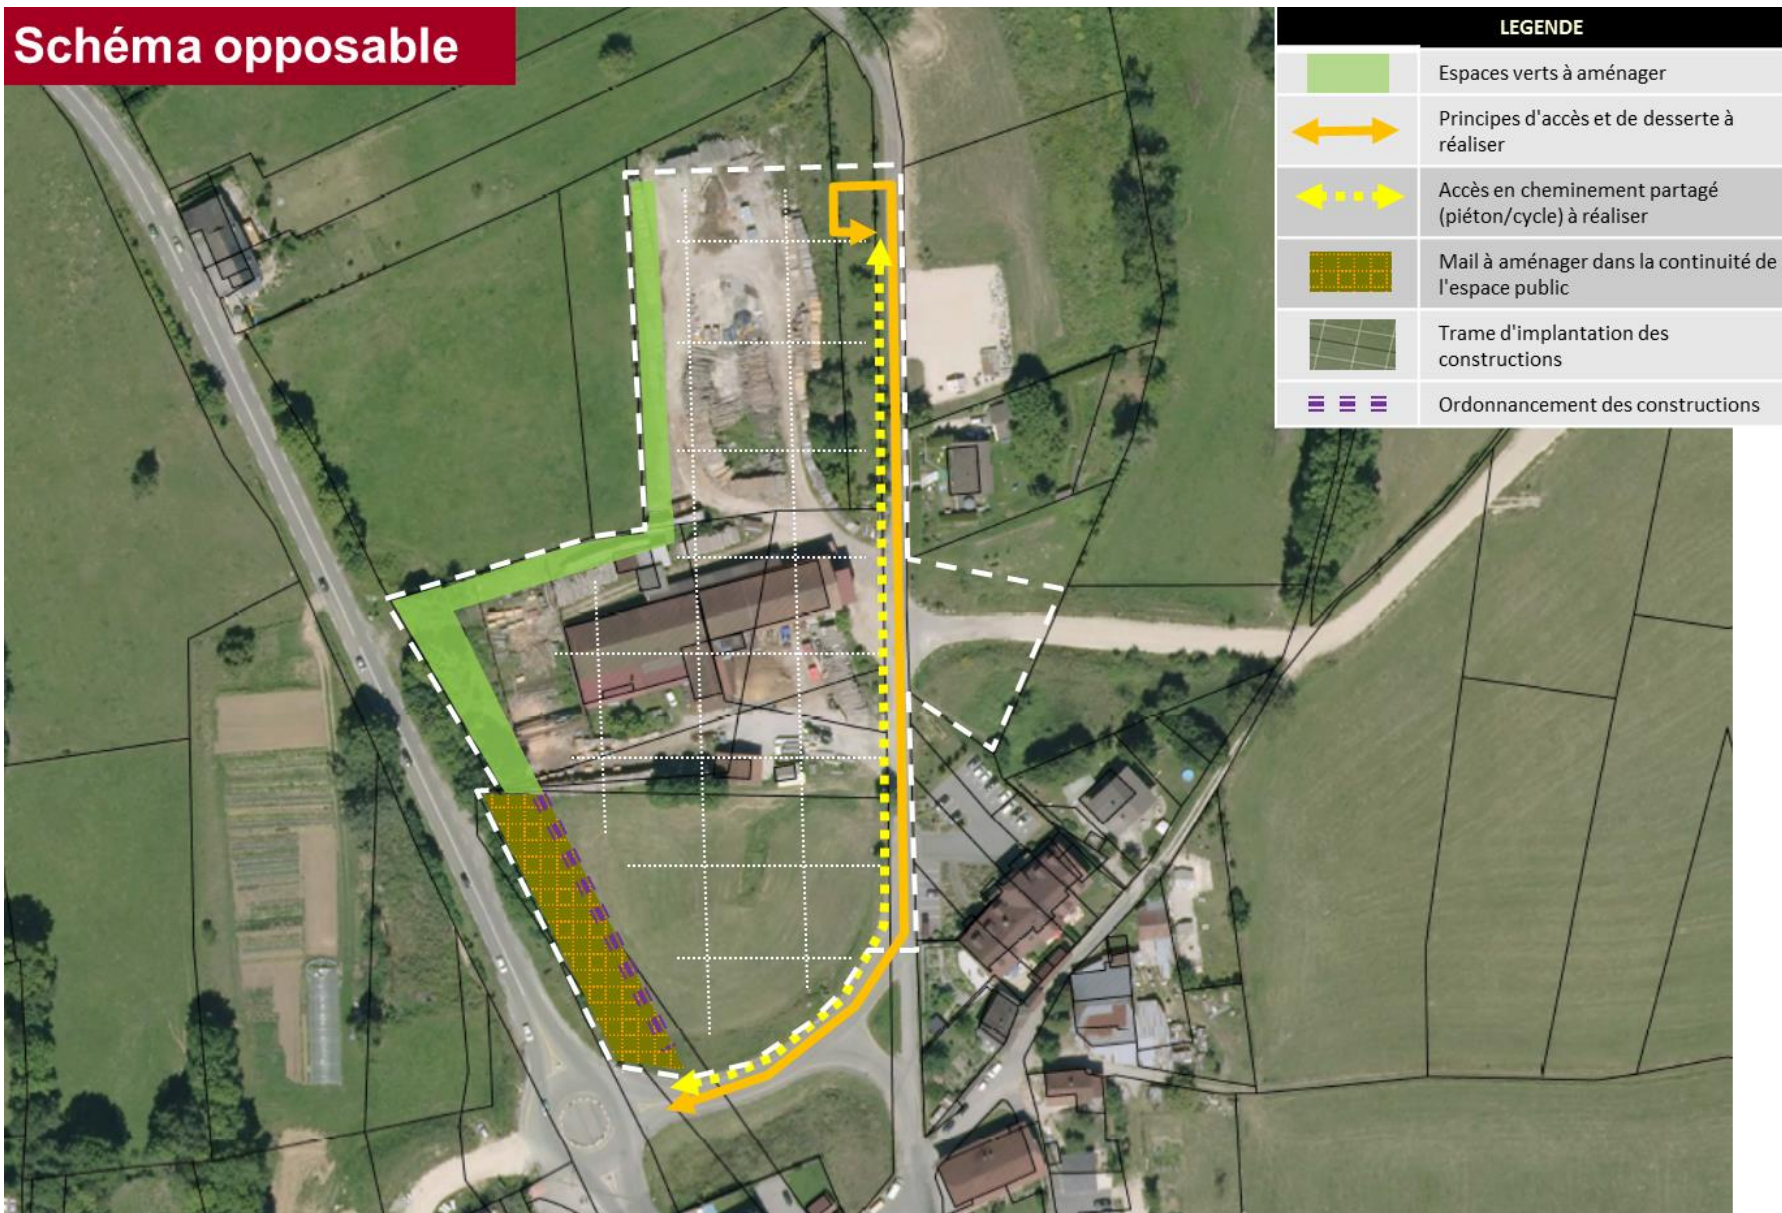 Schéma opposable
LEGENDE
Espaces verts à aménager
Principes d'accès et de desserte à
réaliser
Accès en cheminement partagé
(piéton/cycle) à réaliser
Mail à aménager dans la continuité de
l'espace public
Trame d'implantation des
constructions
Ordonnancement des constructions